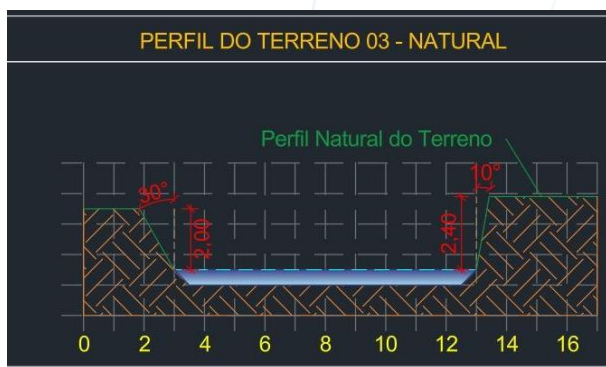 PERFIL DO TERRENO 03 - NATURAL
Perfil Natural do Terreno
30°
10°
2,00
2,40
0 2 4 6 8 10 12 14 16